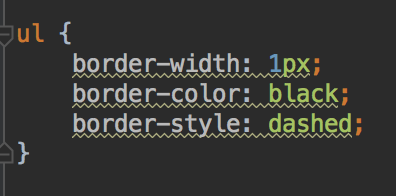 ul {
    border-width: 1px;
    border-color: black;
    border-style: dashed;
}